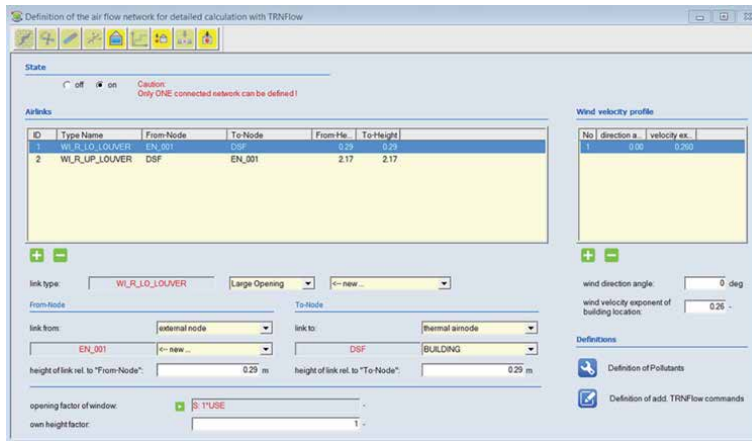 Definition of the air flow network for detailed calculation with TRNFlow
State
off on Caution:
Only ONE connected network can be defined !
Airlinks
ID Type Name From-Node To-Node From-He... To-Height
1 WI_R_LO_LOUVER EN_001 DSF 0.29 0.29
2 WI_R_UP_LOUVER DSF EN_001 2.17 2.17
Wind velocity profile
No direction a... velocity ex...
1 0.00 0.260
link type: WI_R_LO_LOUVER Large Opening <-- new ...
From-Node
link from: external node
EN_001 <-- new ...
height of link rel. to "From-Node": 0.29 m
To-Node
link to: thermal airnode
DSF BUILDING
height of link rel. to "To-Node": 0.29 m
opening factor of window: S: 1*USE -
own height factor: 1 -
wind direction angle: 0 deg
wind velocity exponent of
building location: 0.26 -
Definitions
Definition of Pollutants
Definition of add. TRNFlow commands